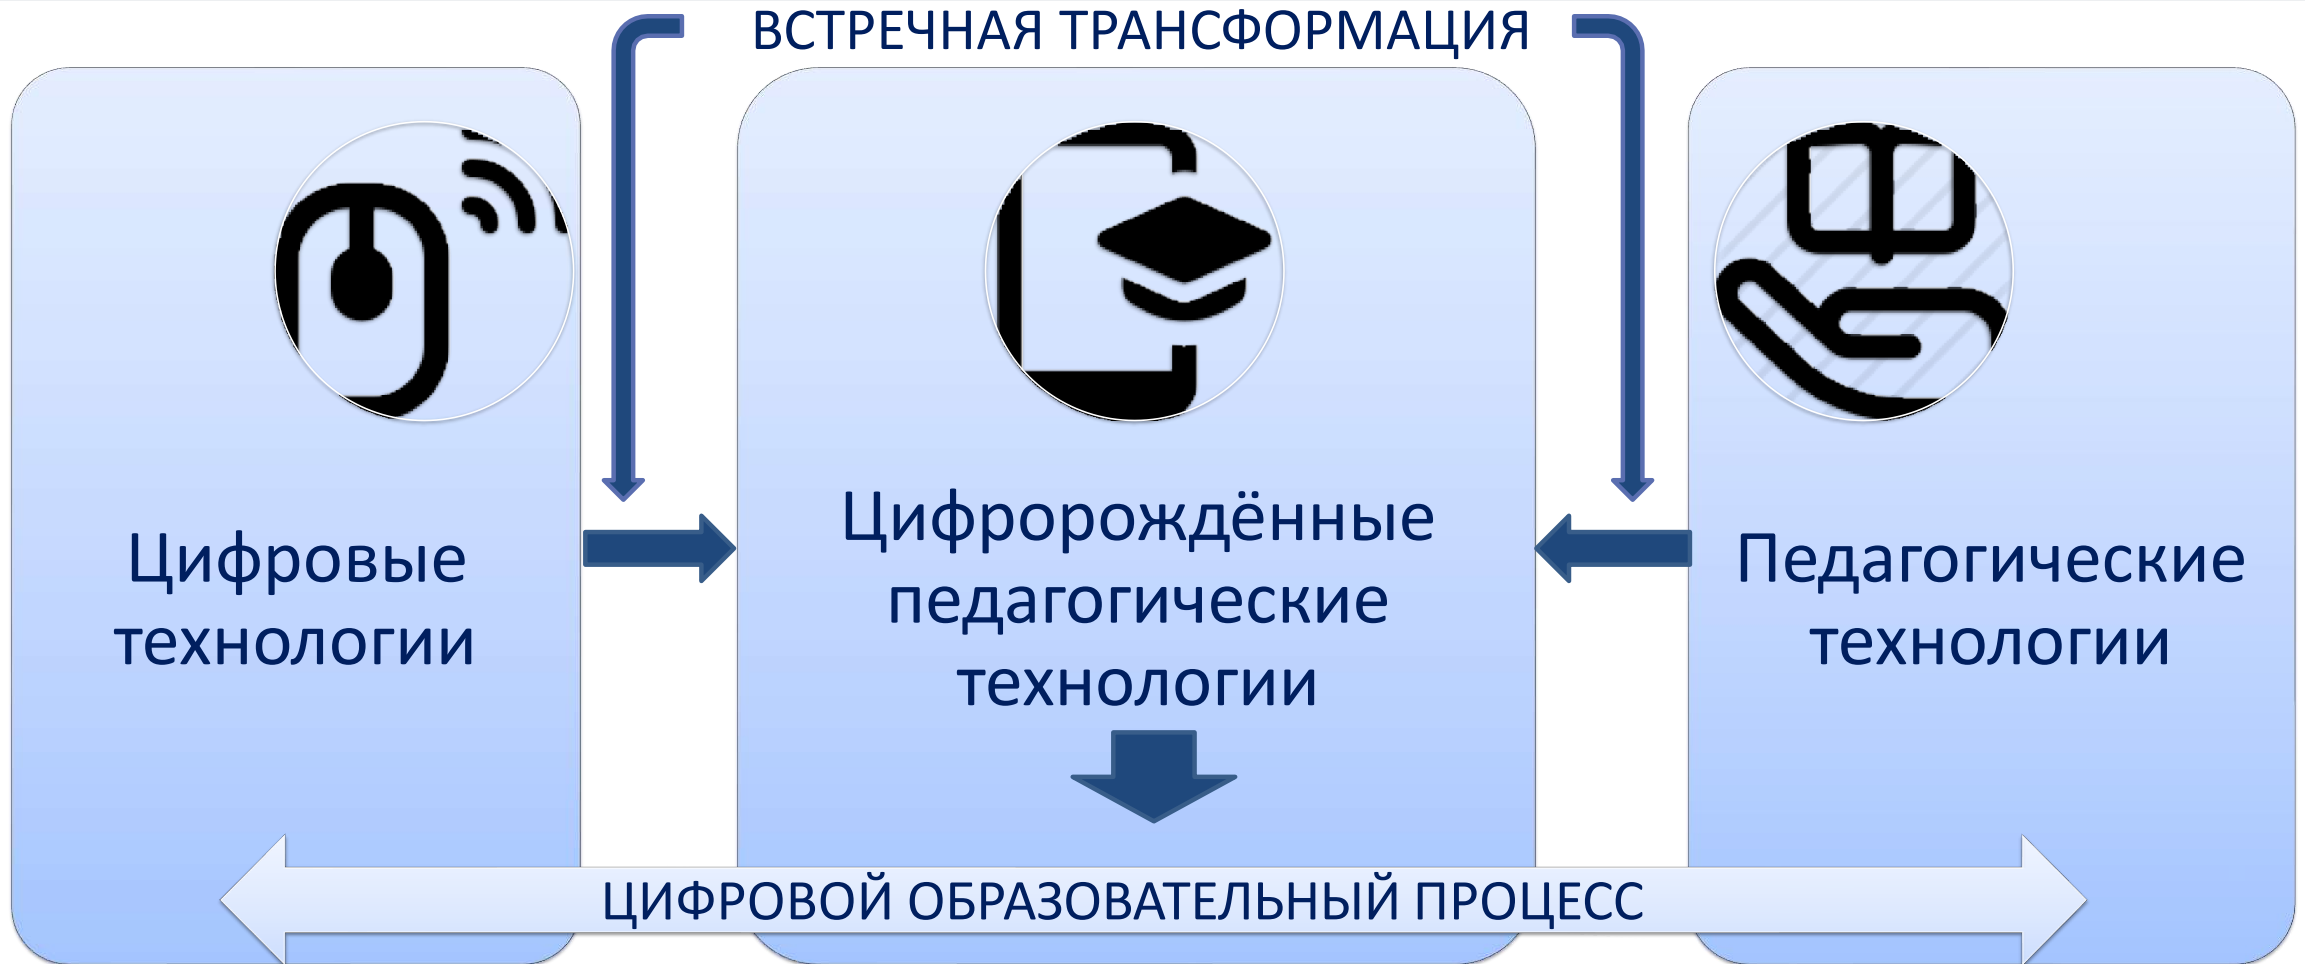 ВСТРЕЧНАЯ ТРАНСФОРМАЦИЯ
Цифровые
технологии
Цифророждённые
педагогические
технологии
Педагогические
технологии
ЦИФРОВОЙ ОБРАЗОВАТЕЛЬНЫЙ ПРОЦЕСС